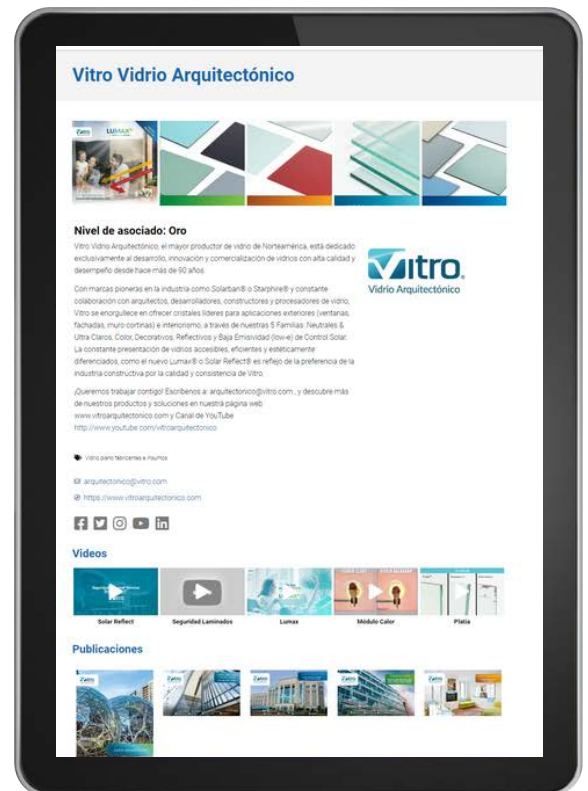 Vitro Vidrio Arquitectónico
LUMAX
Nivel de asociado: Oro
Vitro Vidrio Arquitectónico, el mayor productor de vidrio de Norteamérica, está dedicado
exclusivamente al desarrollo, innovación y comercialización de vidrios con alta calidad y
desempeño desde hace más de 90 años.
Vitro
Vidrio Arquitectónico
Con marcas pioneras en la industria como Solarban® o Starphire® y constante
colaboración con arquitectos, desarrolladores, constructores y procesadores de vidrio,
Vitro se enorgullece en ofrecer cristales líderes para aplicaciones exteriores (ventanas,
fachadas, muro cortinas) e interiorismo, a través de nuestras 5 Familias: Neutrales &
Ultra Claros, Color, Decorativos, Reflectivos y Baja Emisividad (low-e) de Control Solar.
La constante presentación de vidrios accesibles, eficientes y estéticamente
diferenciados, como el nuevo Lumax® o Solar Reflect® es reflejo de la preferencia de la
industria constructiva por la calidad y consistencia de Vitro.
¡Queremos trabajar contigo! Escríbenos a: arquitectonico@vitro.com , y descubre más
de nuestros productos y soluciones en nuestra página web
www.vitroarquitectonico.com y Canal de YouTube
http://www.youtube.com/vitroarquitectonico
Vidrio plano fabricantes e insumos
arquitectonico@vitro.com
https://www.vitroarquitectonico.com
Videos
Solar Reflect Seguridad Laminados Lumax Módulo Calor Platia
Publicaciones